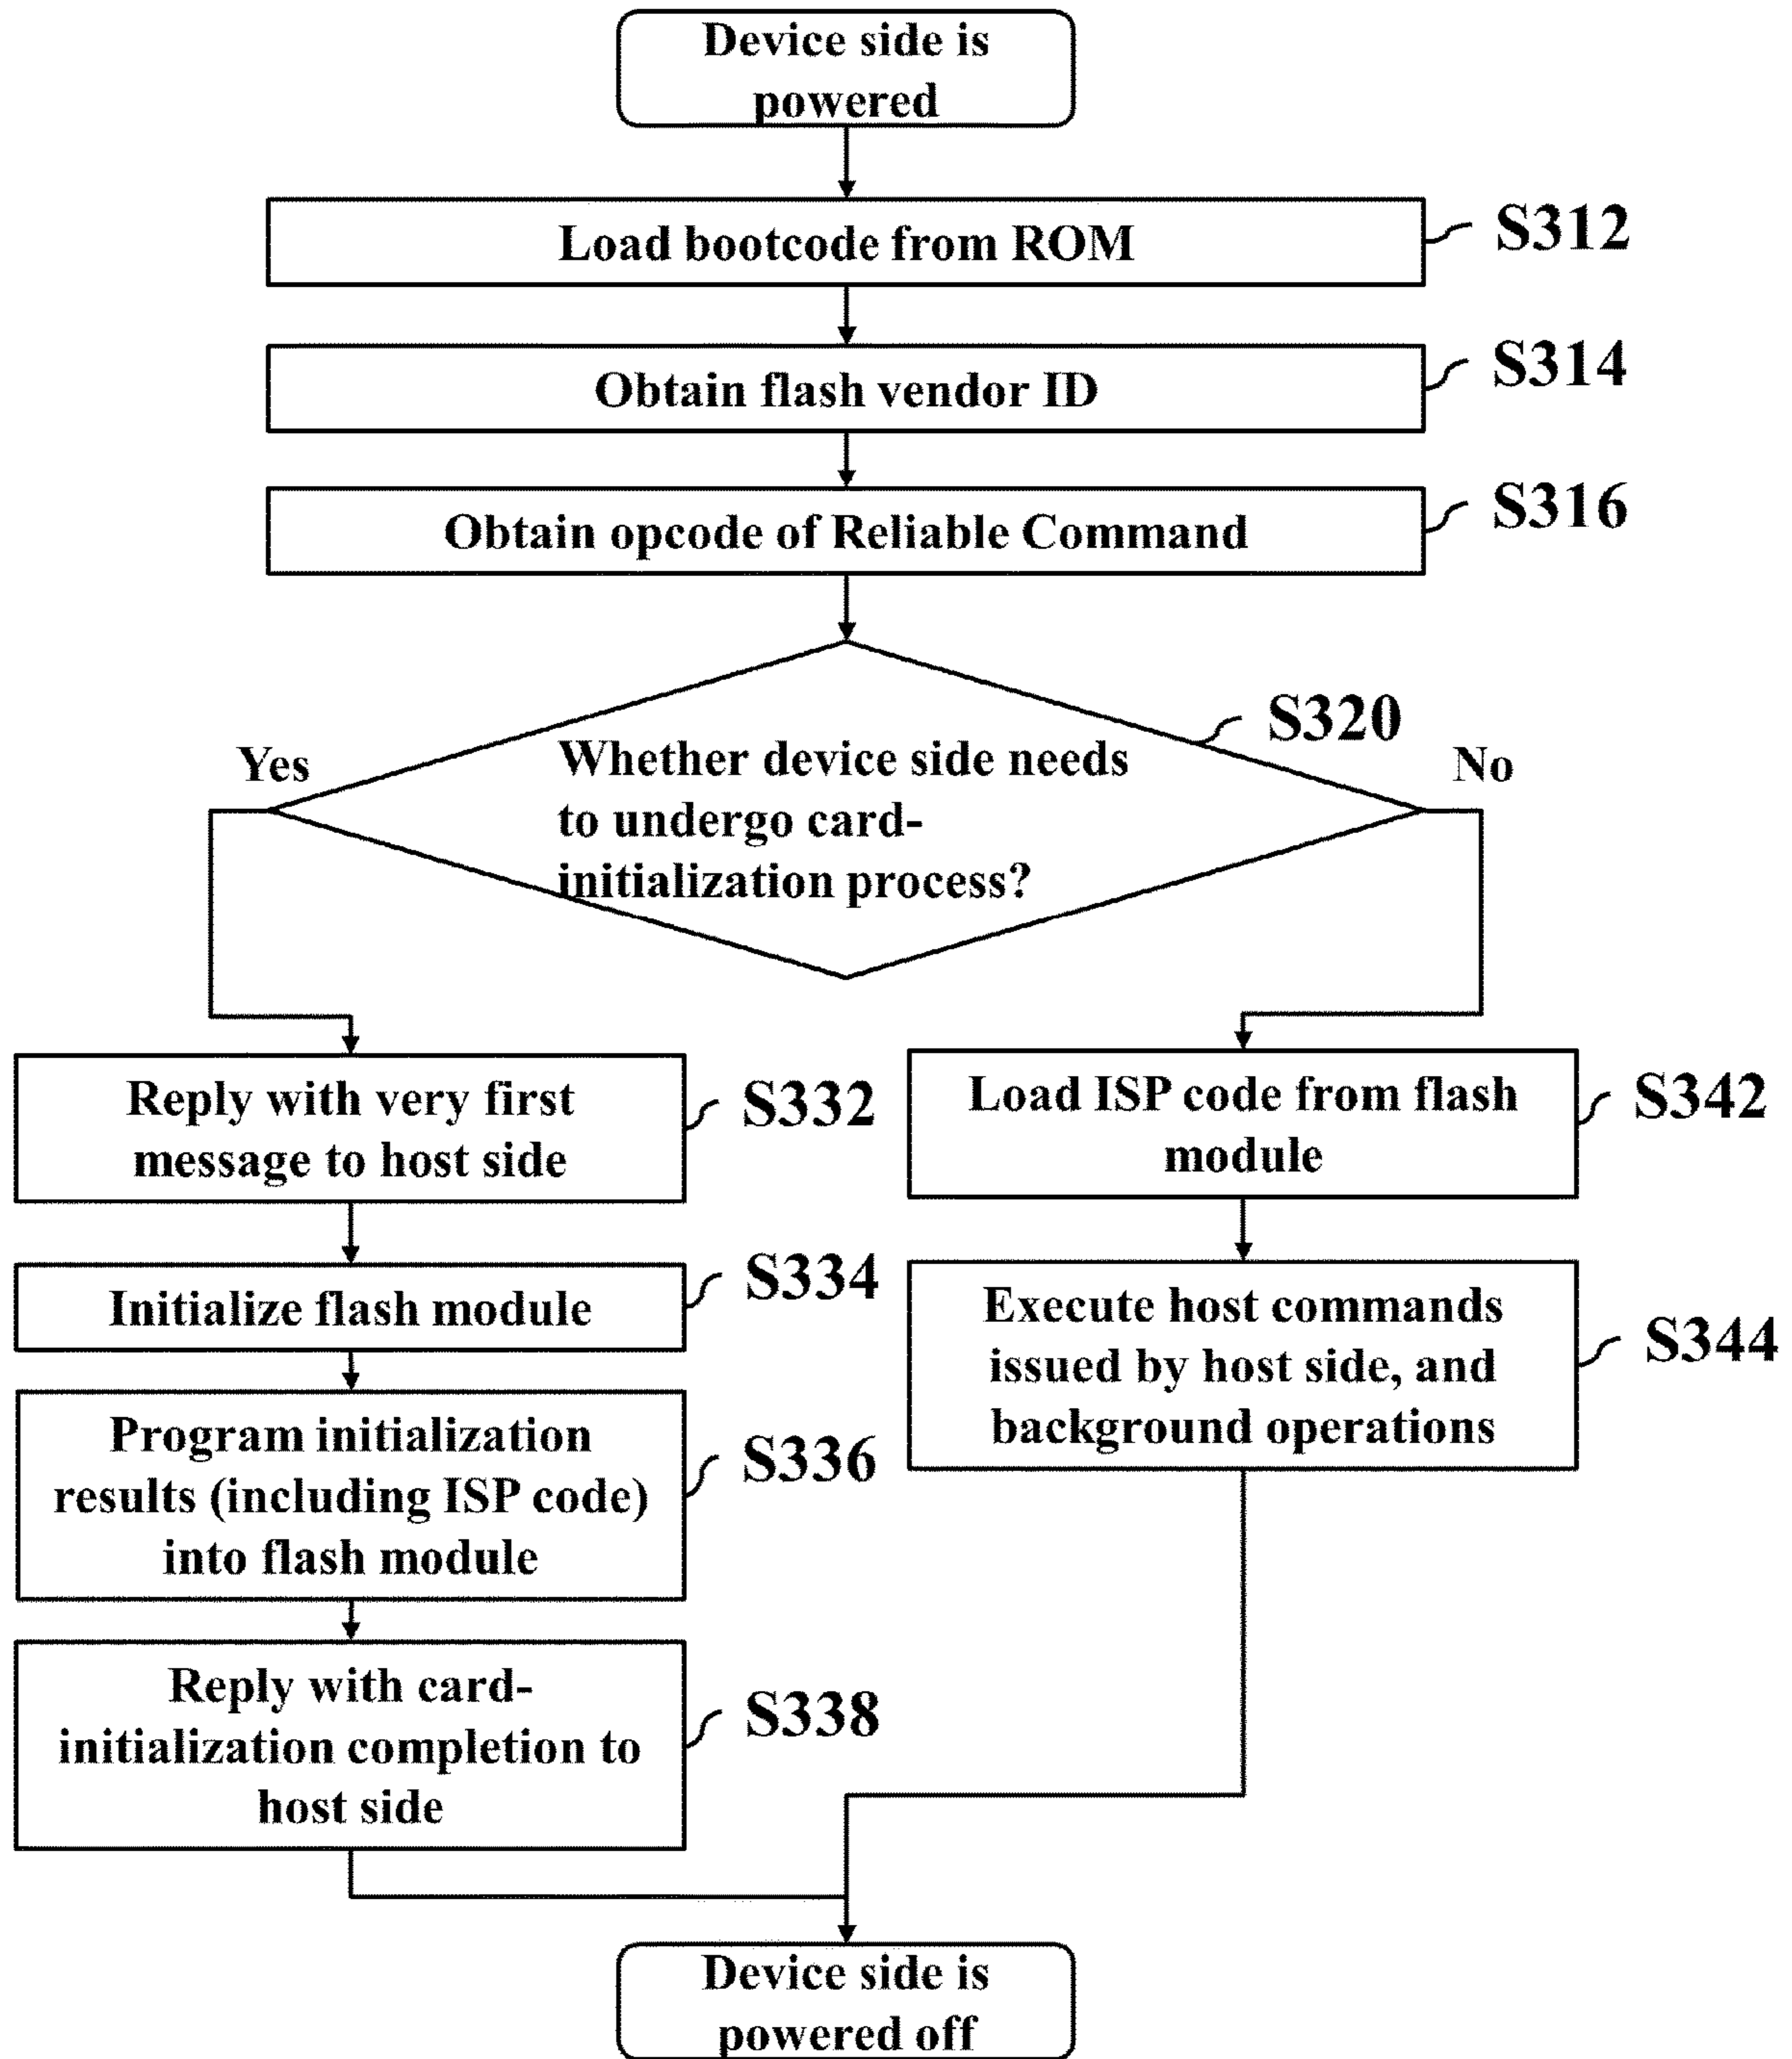 Device side is
powered
Load bootcode from ROM
S312
Obtain flash vendor ID
S314
Obtain opcode of Reliable Command
S316
S320
Yes
Whether device side needs
to undergo card-
initialization process?
No
Reply with very first
message to host side
S332
Load ISP code from flash
module
S342
Initialize flash module
S334
Execute host commands
issued by host side, and
background operations
S344
Program initialization
results (including ISP code)
into flash module
S336
Reply with card-
initialization completion to
host side
S338
Device side is
powered off